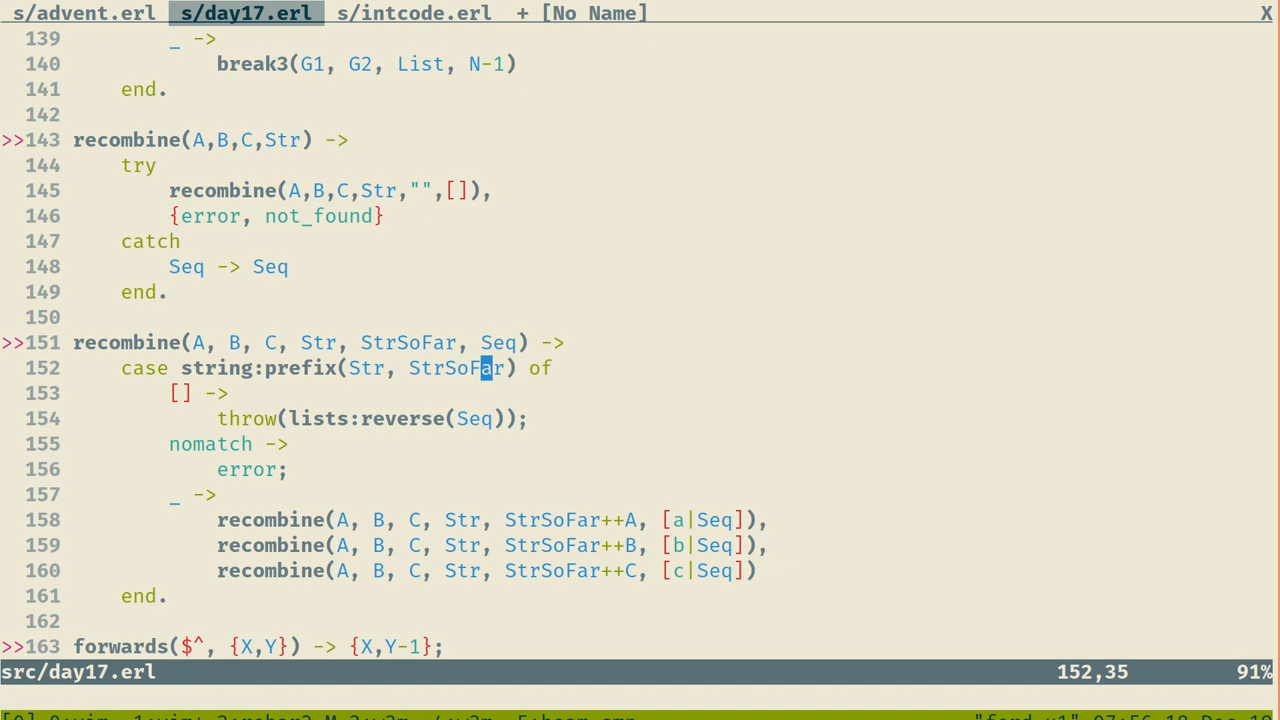 s/advent.erl s/day17.erl s/intcode.erl + [No Name] X
139 _ ->
140 break3(G1, G2, List, N-1)
141 end.
142
>>143 recombine(A,B,C,Str) ->
144 try
145 recombine(A,B,C,Str,"",[]),
146 {error, not_found}
147 catch
148 Seq -> Seq
149 end.
150
>>151 recombine(A, B, C, Str, StrSoFar, Seq) ->
152 case string:prefix(Str, StrSoFar) of
153 [] ->
154 throw(lists:reverse(Seq));
155 nomatch ->
156 error;
157 _ ->
158 recombine(A, B, C, Str, StrSoFar++A, [a|Seq]),
159 recombine(A, B, C, Str, StrSoFar++B, [b|Seq]),
160 recombine(A, B, C, Str, StrSoFar++C, [c|Seq])
161 end.
162
>>163 forwards($^, {X,Y}) -> {X,Y-1};
src/day17.erl 152,35 91%